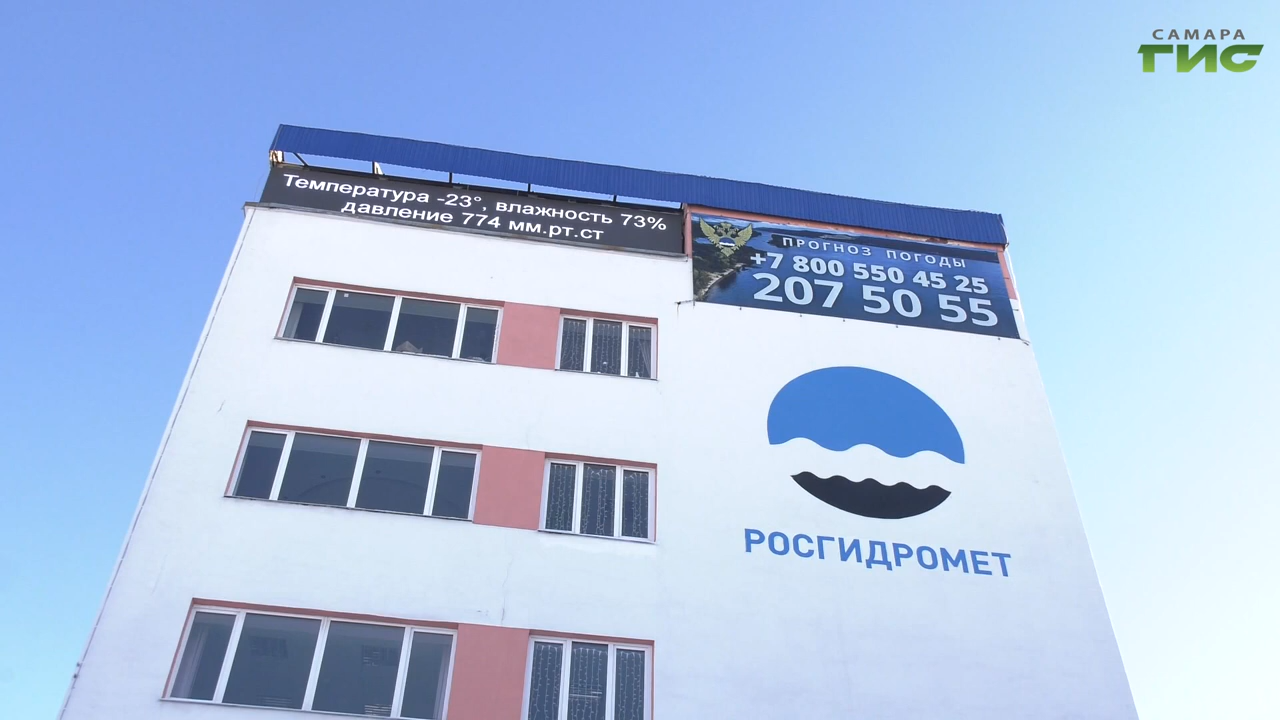 САМАРА
ГИС
Температура -23°, влажность 73%
давление 774 мм.рт.ст
ПРОГНОЗ ПОГОДЫ
+7 800 550 45 25
207 50 55
РОСГИДРОМЕТ